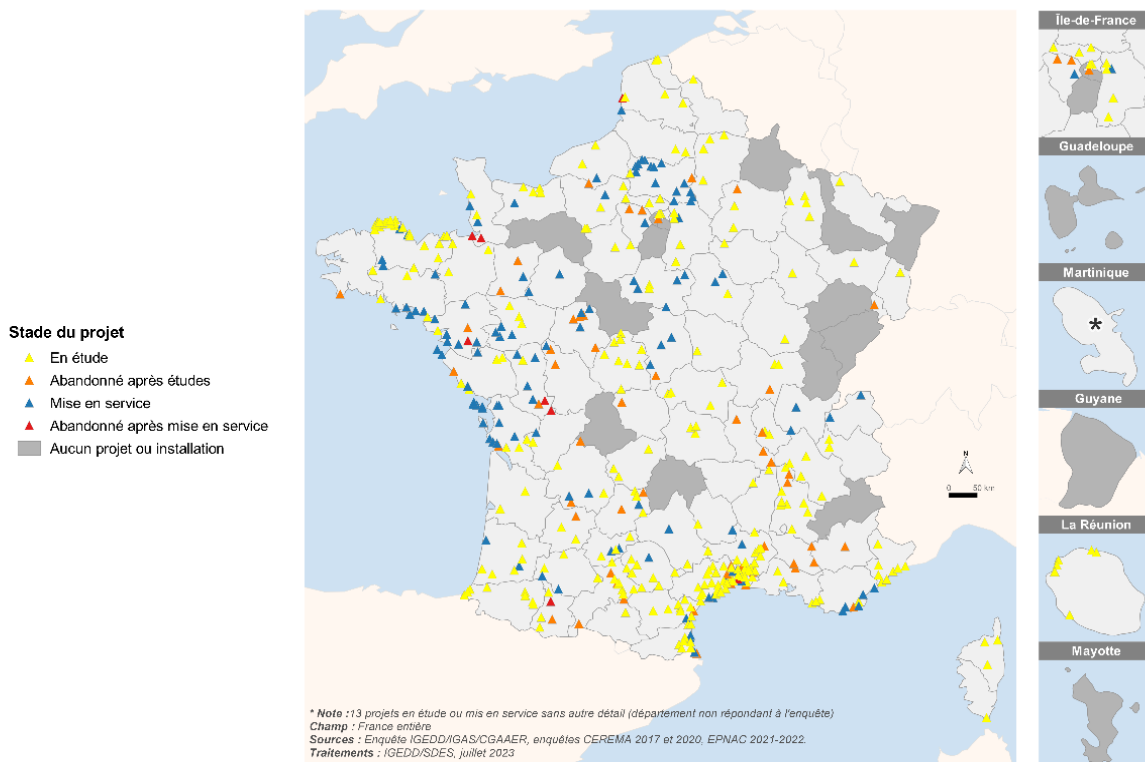 Stade du projet
En étude
Abandonné après études
Mise en service
Abandonné après mise en service
Aucun projet ou installation
N
0 50 km
* Note :13 projets en étude ou mis en service sans autre détail (département non répondant à l'enquête)
Champ : France entière
Sources : Enquête IGEDD/IGAS/CGAAER, enquêtes CEREMA 2017 et 2020, EPNAC 2021-2022.
Traitements : IGEDD/SDES, juillet 2023
Île-de-France
Guadeloupe
Martinique
*
Guyane
La Réunion
Mayotte